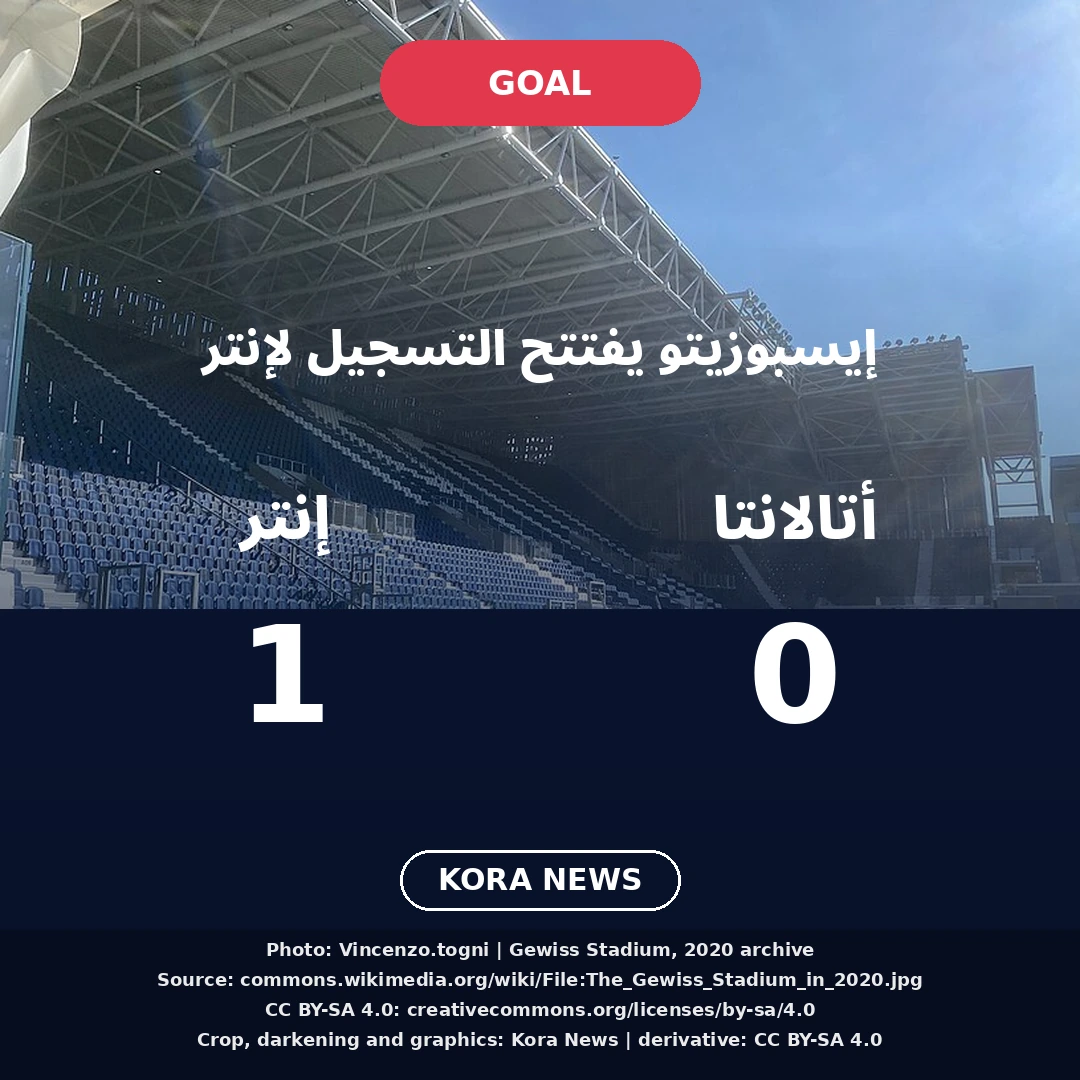 GOAL
إيسبوزيتو يفتتح التسجيل لإنتر
أتالانتا إنتر
0 1
KORA NEWS
Photo: Vincenzo.togni | Gewiss Stadium, 2020 archive
Source: commons.wikimedia.org/wiki/File:The_Gewiss_Stadium_in_2020.jpg
CC BY-SA 4.0: creativecommons.org/licenses/by-sa/4.0
Crop, darkening and graphics: Kora News | derivative: CC BY-SA 4.0